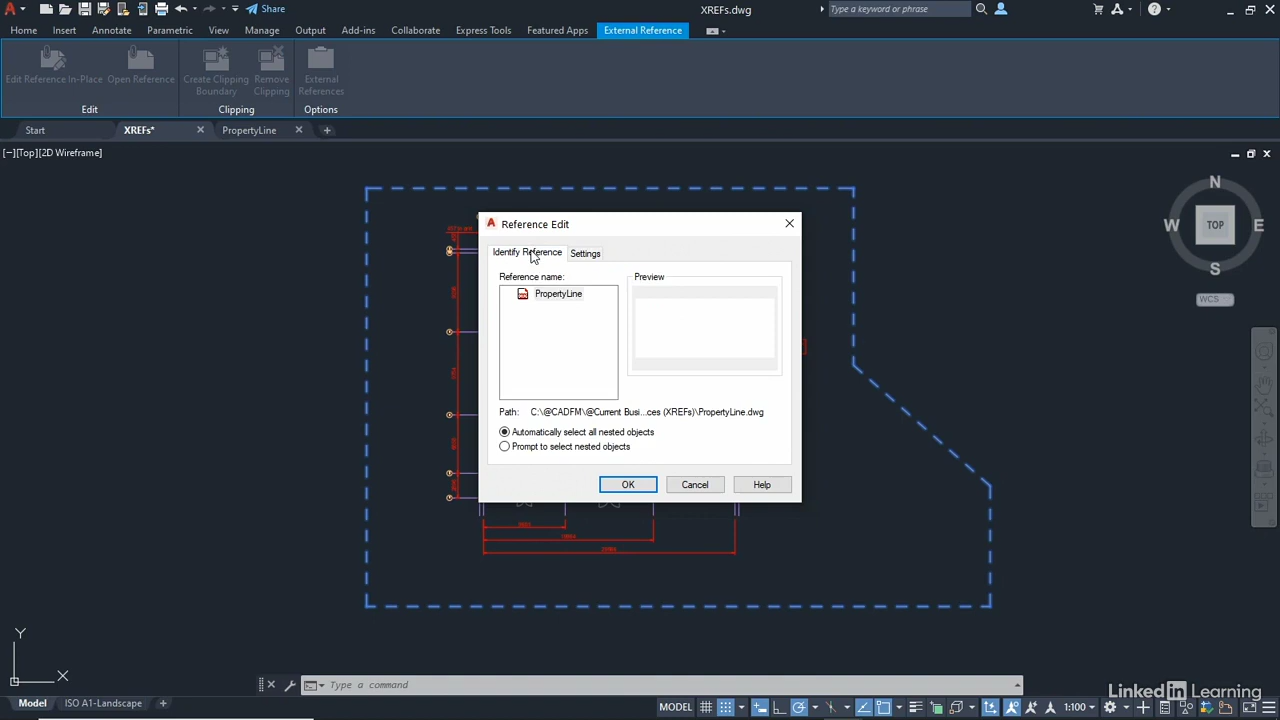 Share
XREFs.dwg
Type a keyword or phrase
Home Insert Annotate Parametric View Manage Output Add-ins Collaborate Express Tools Featured Apps External Reference
Edit Reference In-Place Open Reference Create Clipping Boundary Remove Clipping External References
Edit Clipping Options
Start XREFs* PropertyLine
[−][Top][2D Wireframe]
N
W TOP E
S
WCS
Reference Edit
Identify Reference Settings
Reference name: Preview
PropertyLine
Path: C:\@CADFM\@Current Busi...ces (XREFs)\PropertyLine.dwg
Automatically select all nested objects
Prompt to select nested objects
OK Cancel Help
Y
X
Type a command
Linked in Learning
Model ISO A1-Landscape MODEL 1:100